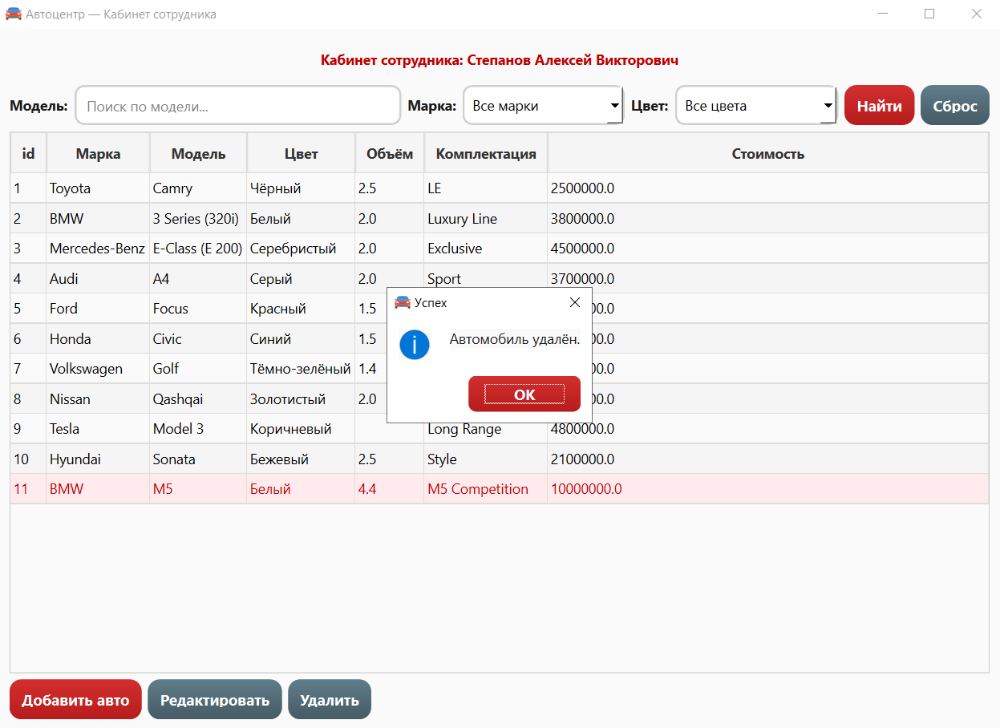 Автоцентр — Кабинет сотрудника
Кабинет сотрудника: Степанов Алексей Викторович
Модель: Поиск по модели... Марка: Все марки Цвет: Все цвета Найти Сброс
id Марка Модель Цвет Объём Комплектация Стоимость
1 Toyota Camry Чёрный 2.5 LE 2500000.0
2 BMW 3 Series (320i) Белый 2.0 Luxury Line 3800000.0
3 Mercedes-Benz E-Class (E 200) Серебристый 2.0 Exclusive 4500000.0
4 Audi A4 Серый 2.0 Sport 3700000.0
5 Ford Focus Красный 1.5
6 Honda Civic Синий 1.5
7 Volkswagen Golf Тёмно-зелёный 1.4
8 Nissan Qashqai Золотистый 2.0
9 Tesla Model 3 Коричневый Long Range 4800000.0
10 Hyundai Sonata Бежевый 2.5 Style 2100000.0
11 BMW M5 Белый 4.4 M5 Competition 10000000.0
Успех
Автомобиль удалён.
OK
Добавить авто Редактировать Удалить